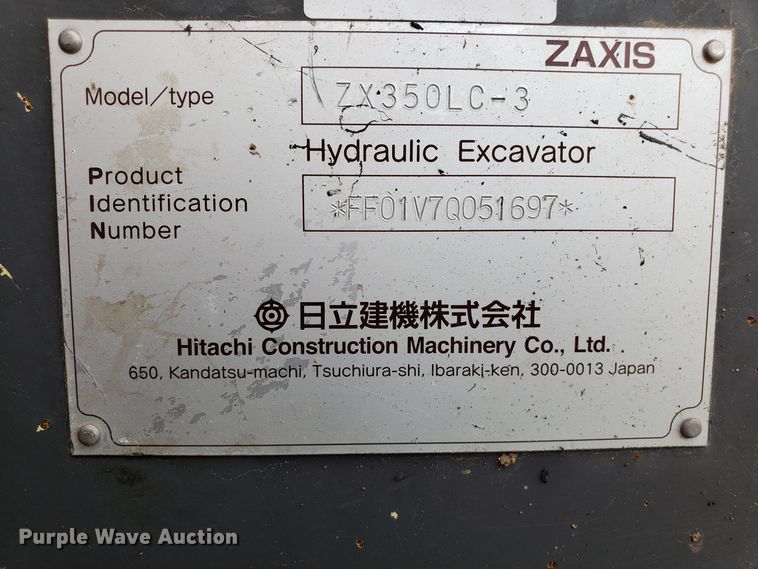 ZAXIS
Model/type ZX350LC-3
Hydraulic Excavator
Product
Identification
Number
*FF01V7Q051697*
日立建機株式会社
Hitachi Construction Machinery Co., Ltd.
650, Kandatsu-machi, Tsuchiura-shi, Ibaraki-ken, 300-0013 Japan
Purple Wave Auction